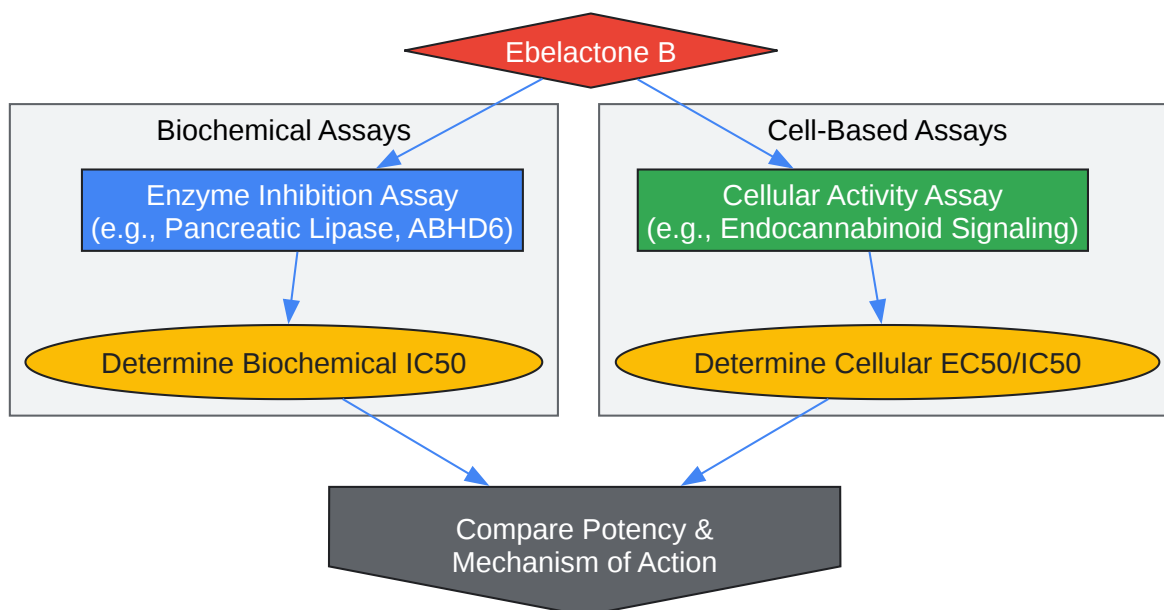 Ebelactone B
Biochemical Assays
Cell-Based Assays
Enzyme Inhibition Assay
(e.g., Pancreatic Lipase, ABHD6)
Cellular Activity Assay
(e.g., Endocannabinoid Signaling)
Determine Biochemical IC50
Determine Cellular EC50/IC50
Compare Potency &
Mechanism of Action